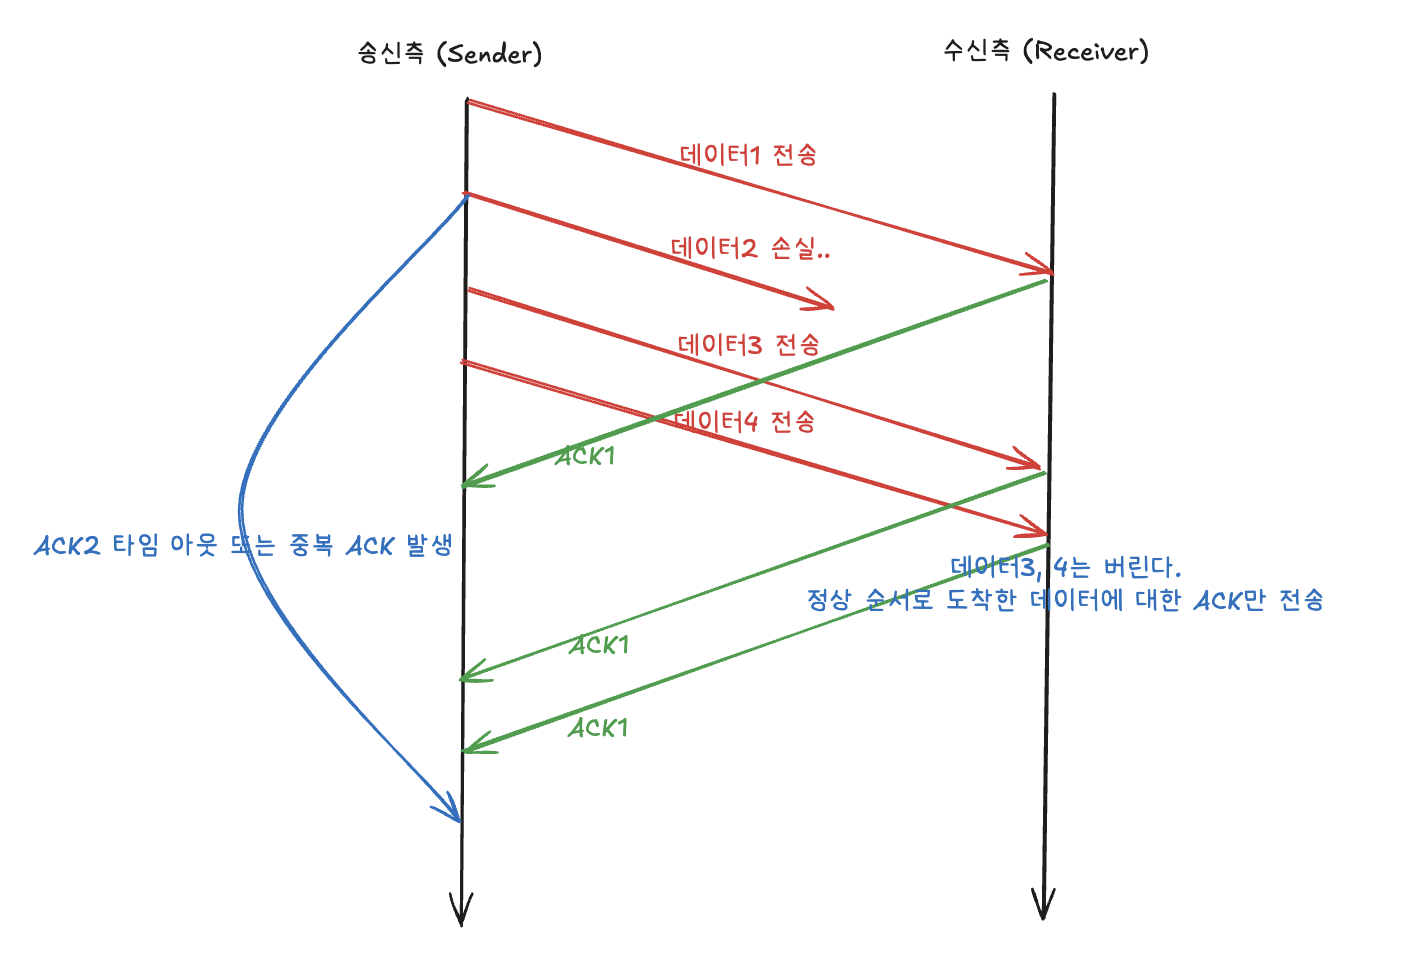 송신측 (Sender)
수신측 (Receiver)
데이터1 전송
데이터2 손실..
데이터3 전송
데이터4 전송
ACK1
ACK2 타임 아웃 또는 중복 ACK 발생
데이터3, 4는 버린다.
정상 순서로 도착한 데이터에 대한 ACK만 전송
ACK1
ACK1